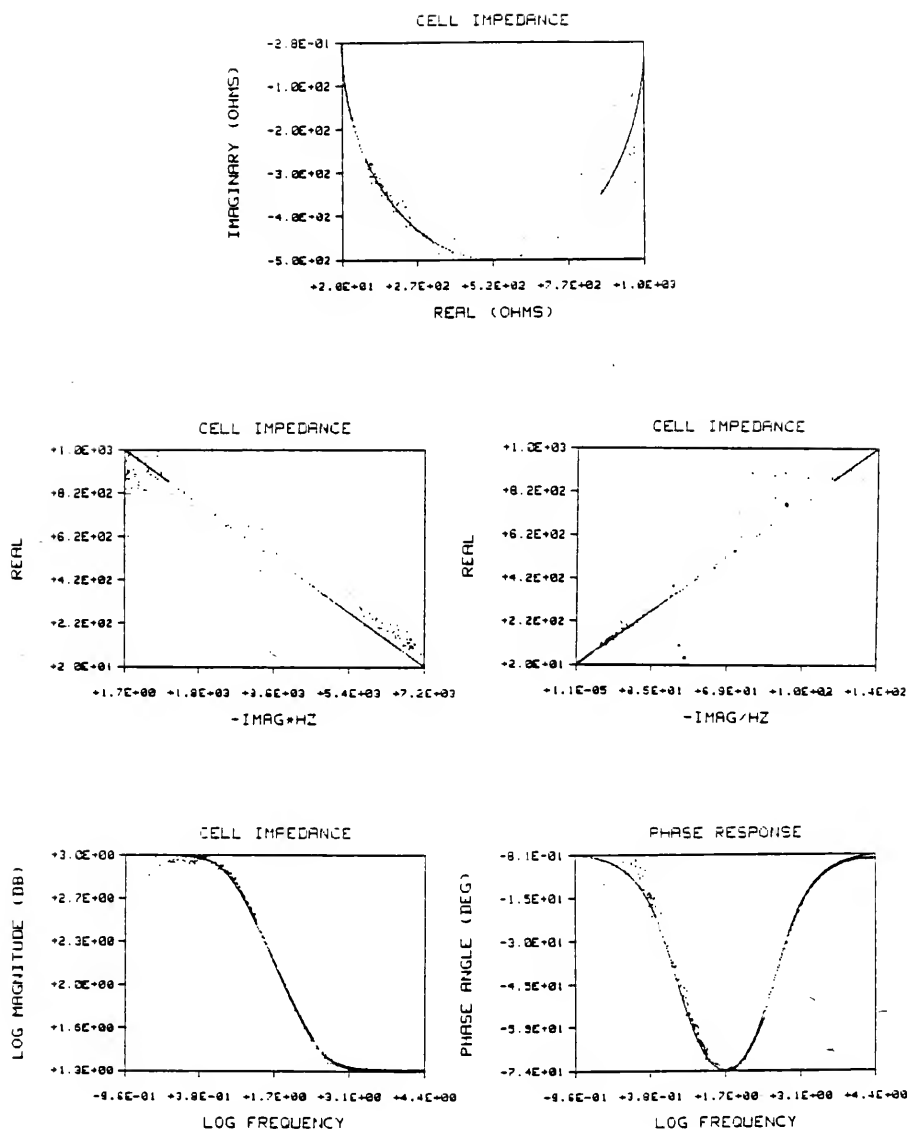 CELL IMPEDANCE
-2.8E-01
-1.0E+02
-2.0E+02
-3.0E+02
-4.0E+02
-5.0E+02
IMAGINARY (OHMS)
+2.0E+01 +2.7E+02 +5.2E+02 +7.7E+02 +1.0E+03
REAL (OHMS)
CELL IMPEDANCE
+1.0E+03
+8.2E+02
+6.2E+02
+4.2E+02
+2.2E+02
+2.0E+01
REAL
+1.7E+00 +1.8E+03 +3.6E+03 +5.4E+03 +7.2E+03
-IMAG*HZ
CELL IMPEDANCE
+1.0E+03
+8.2E+02
+6.2E+02
+4.2E+02
+2.2E+02
+2.0E+01
REAL
+1.1E-05 +3.5E+01 +6.9E+01 +1.0E+02 +1.4E+02
-IMAG/HZ
CELL IMPEDANCE
+3.0E+00
+2.7E+00
+2.3E+00
+2.0E+00
+1.6E+00
+1.3E+00
LOG MAGNITUDE (DB)
-9.6E-01 +3.8E-01 +1.7E+00 +3.1E+00 +4.4E+00
LOG FREQUENCY
PHASE RESPONSE
-8.1E-01
-1.5E+01
-3.0E+01
-4.5E+01
-5.9E+01
-7.4E+01
PHASE ANGLE (DEG)
-9.6E-01 +3.8E-01 +1.7E+00 +3.1E+00 +4.4E+00
LOG FREQUENCY